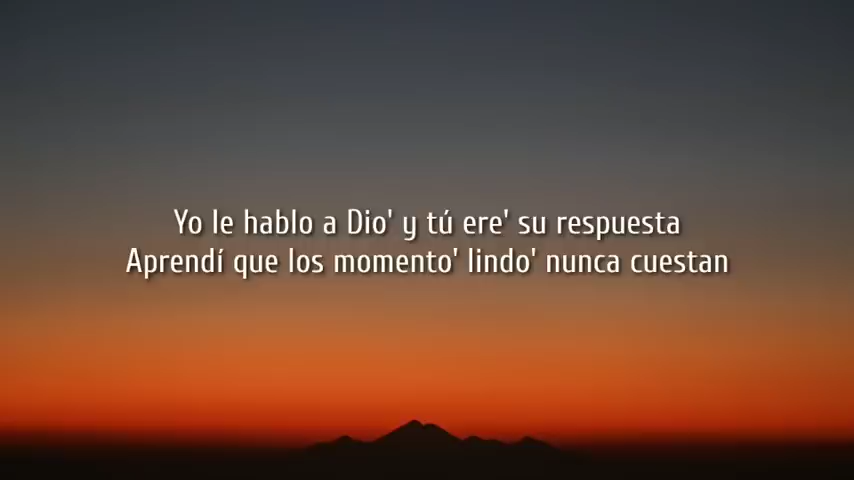 Yo le hablo a Dio' y tú ere' su respuesta
Aprendí que los momento' lindo' nunca cuestan